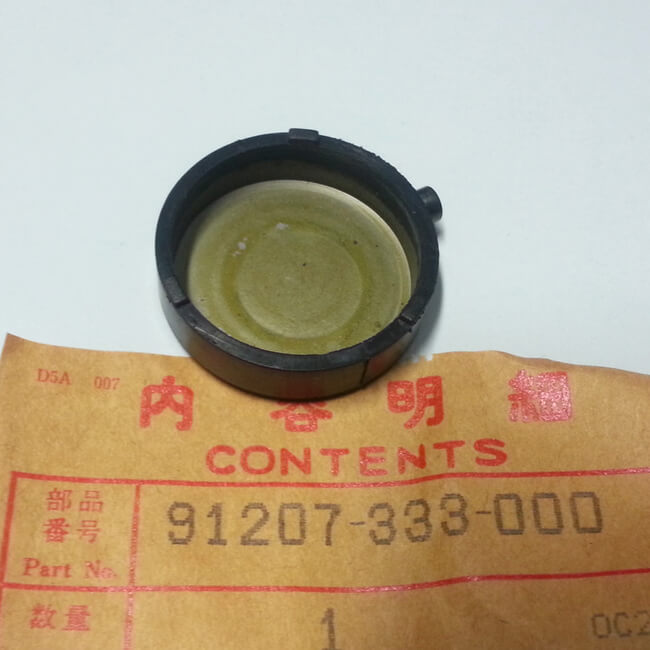 D5A 007
内容明細
CONTENTS
部品
番号
91207-333-000
Part No.
数量
1
0C2